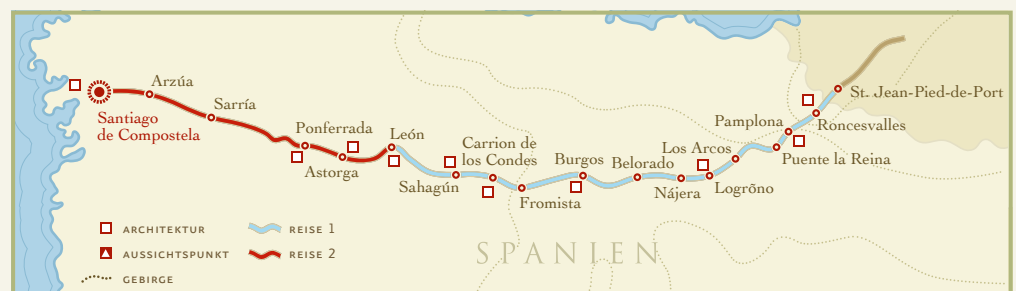 Arzúa
St. Jean-Pied-de-Port
Sarría
Santiago
de Compostela
Pamplona
Roncesvalles
Ponferrada
León
Carrion de
los Condes
Los Arcos
Burgos
Belorado
Puente la Reina
Astorga
Sahagún
Nájera
Logrõno
Fromista
ARCHITEKTUR
REISE 1
AUSSICHTSPUNKT
REISE 2
SPANIEN
GEBIRGE